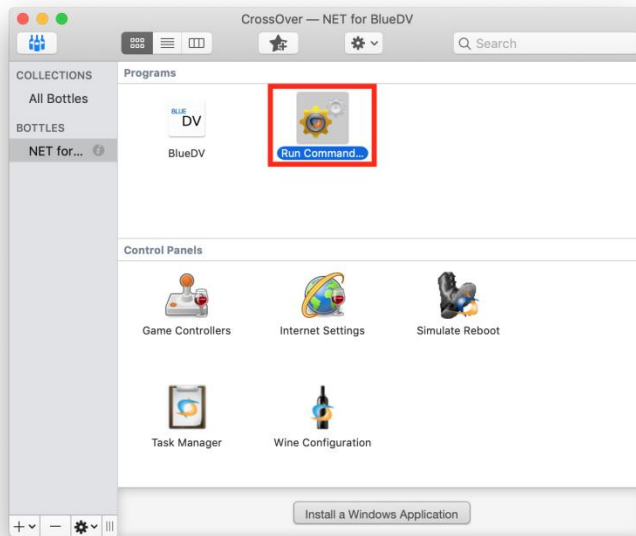 CrossOver — NET for BlueDV
Search
COLLECTIONS
All Bottles
BOTTLES
NET for...
Programs
BLUE
DV
BlueDV
Run Command...
Control Panels
Game Controllers
Internet Settings
Simulate Reboot
Task Manager
Wine Configuration
Install a Windows Application